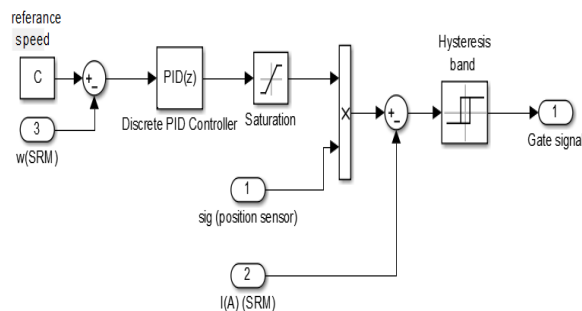 referance
speed
C
+
-
3
w(SRM)
PID(z)
Discrete PID Controller
Saturation
X
1
sig (position sensor)
+
-
2
I(A) (SRM)
Hysteresis
band
1
Gate signal